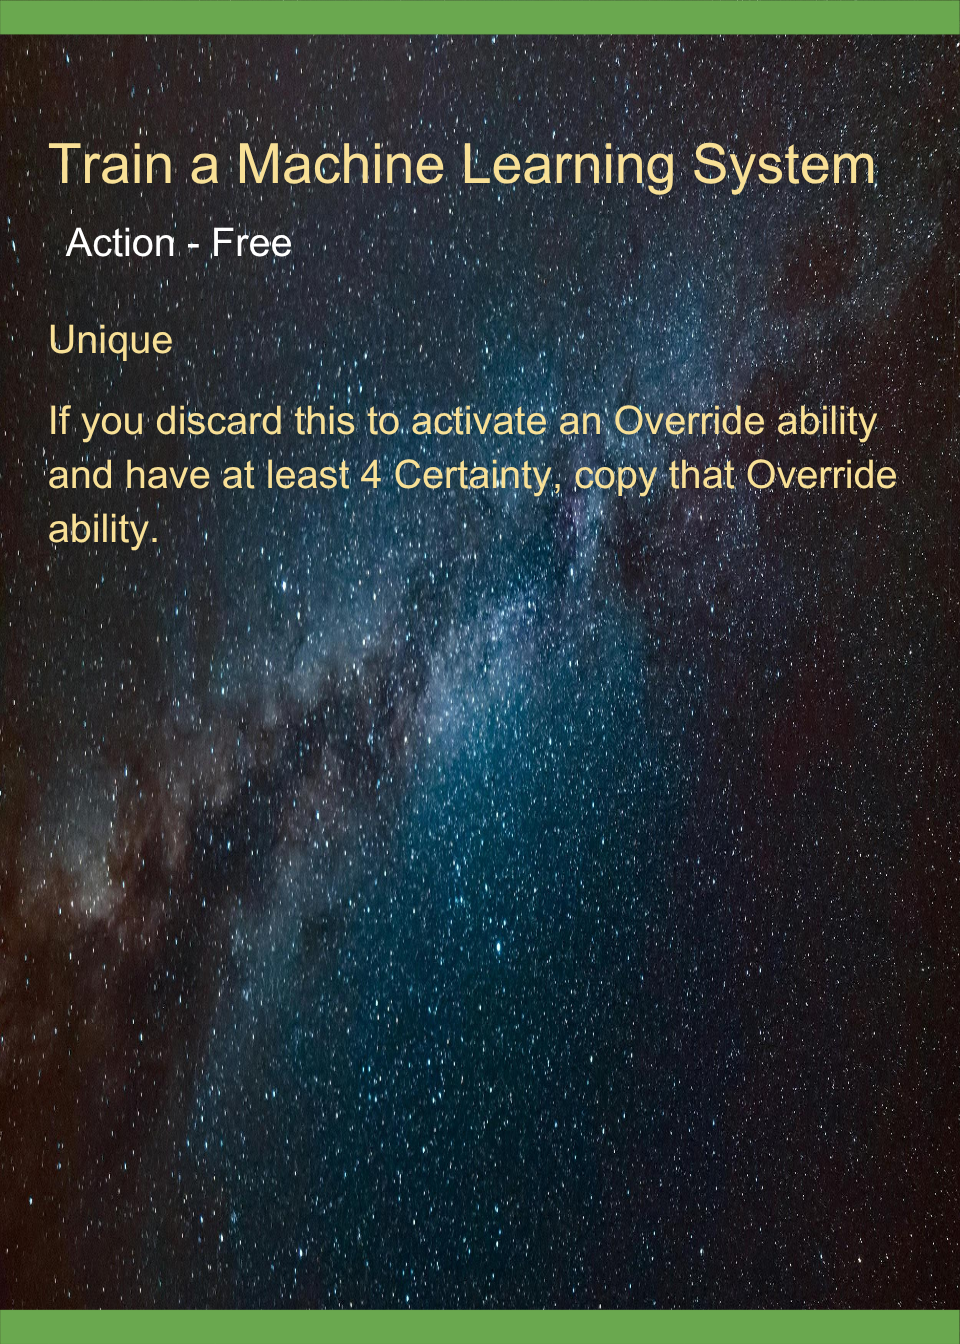 Train a Machine Learning System
Action - Free
Unique
If you discard this to activate an Override ability
and have at least 4 Certainty, copy that Override
ability.